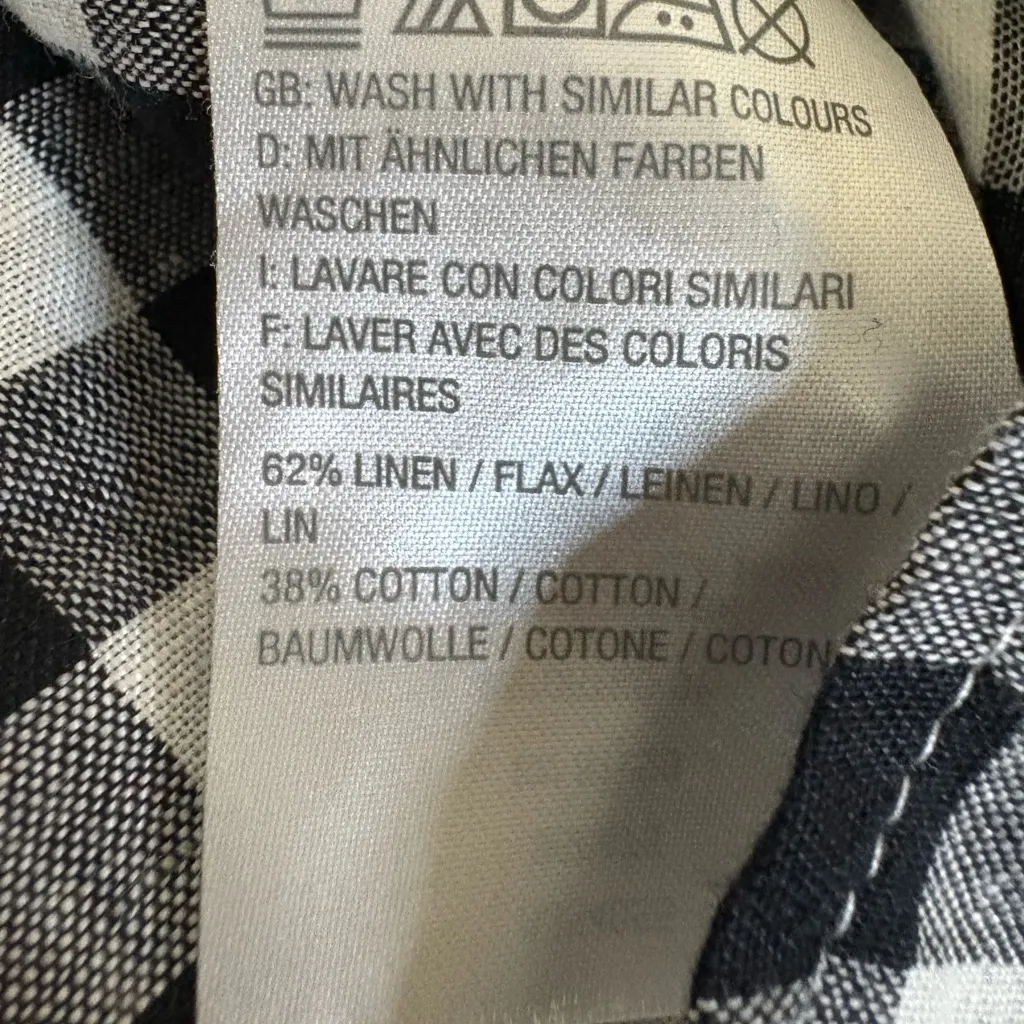 GB: WASH WITH SIMILAR COLOURS
D: MIT ÄHNLICHEN FARBEN
WASCHEN
I: LAVARE CON COLORI SIMILARI
F: LAVER AVEC DES COLORIS
SIMILAIRES
62% LINEN / FLAX / LEINEN / LINO /
LIN
38% COTTON / COTTON /
BAUMWOLLE / COTONE / COTON